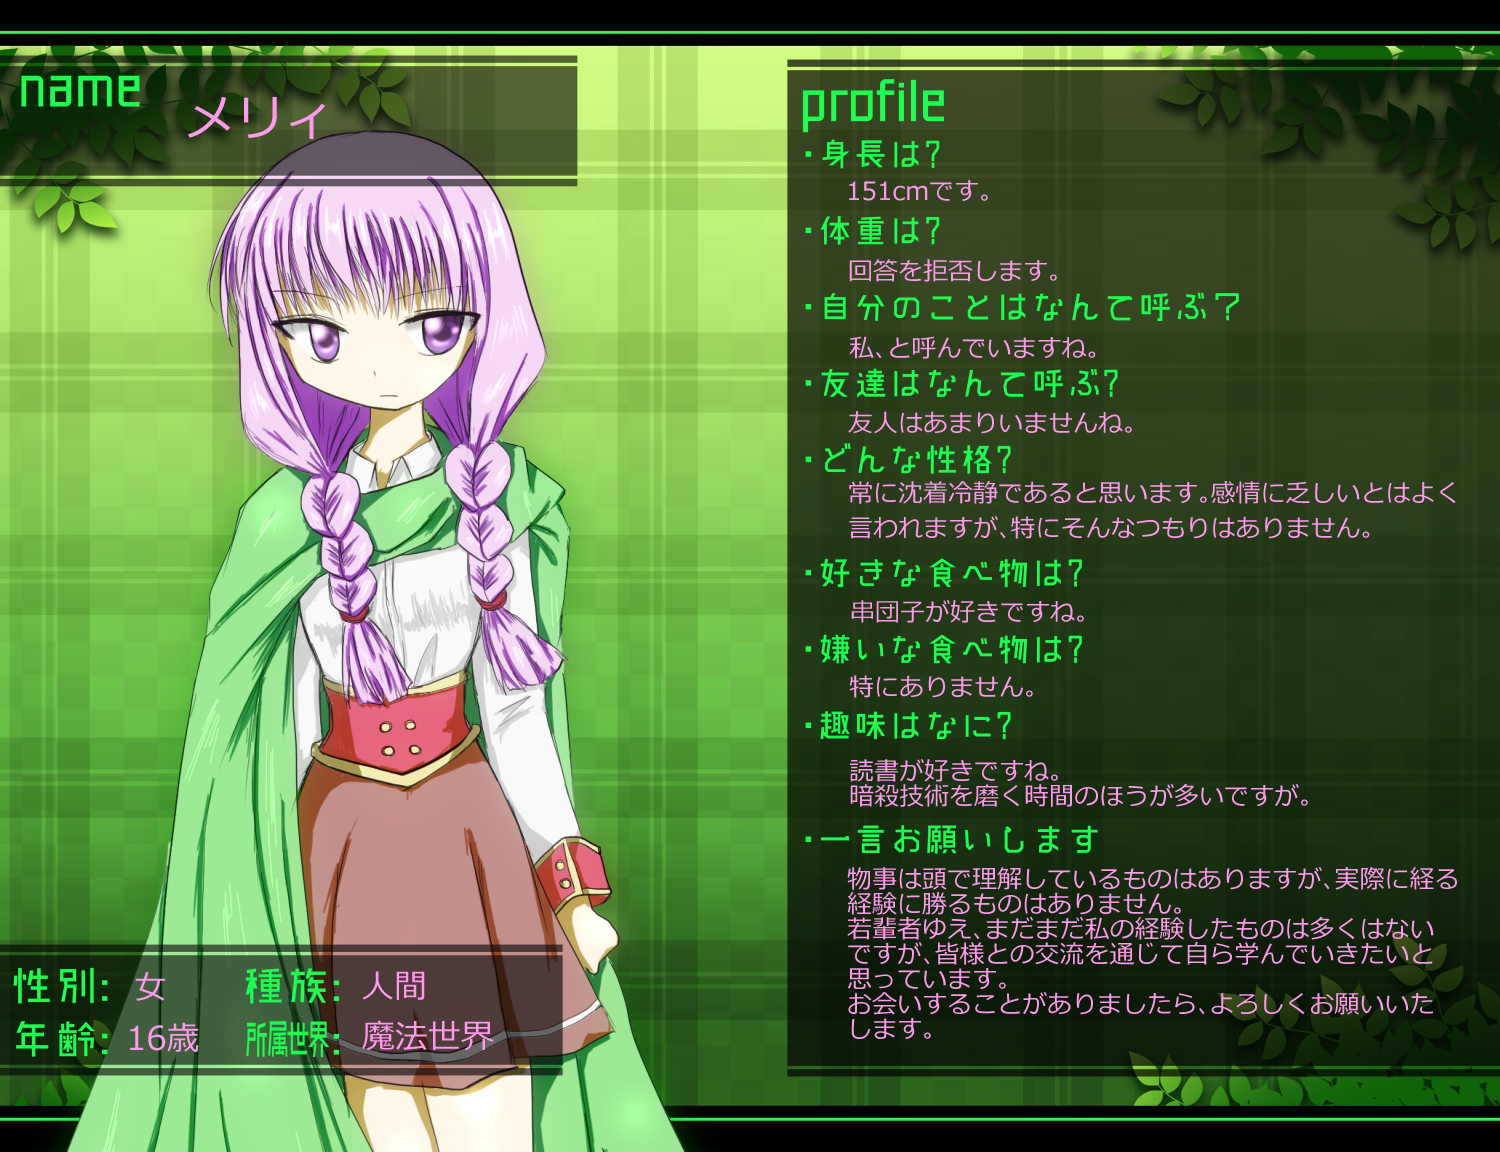 name
メリィ
性別: 女
種族: 人間
年齢: 16歳
所属世界: 魔法世界
profile
・身長は?
151cmです。
・体重は?
回答を拒否します。
・自分のことはなんて呼ぶ？
私、と呼んでいますね。
・友達はなんて呼ぶ?
友人はあまりいませんね。
・どんな性格?
常に沈着冷静であると思います。感情に乏しいとはよく
言われますが、特にそんなつもりはありません。
・好きな食べ物は?
串団子が好きですね。
・嫌いな食べ物は?
特にありません。
・趣味はなに?
読書が好きですね。
暗殺技術を磨く時間のほうが多いですが。
・一言お願いします
物事は頭で理解しているものはありますが、実際に経る
経験に勝るものはありません。
若輩者ゆえ、まだまだ私の経験したものは多くはない
ですが、皆様との交流を通じて自ら学んでいきたいと
思っています。
お会いすることがありましたら、よろしくお願いいた
します。